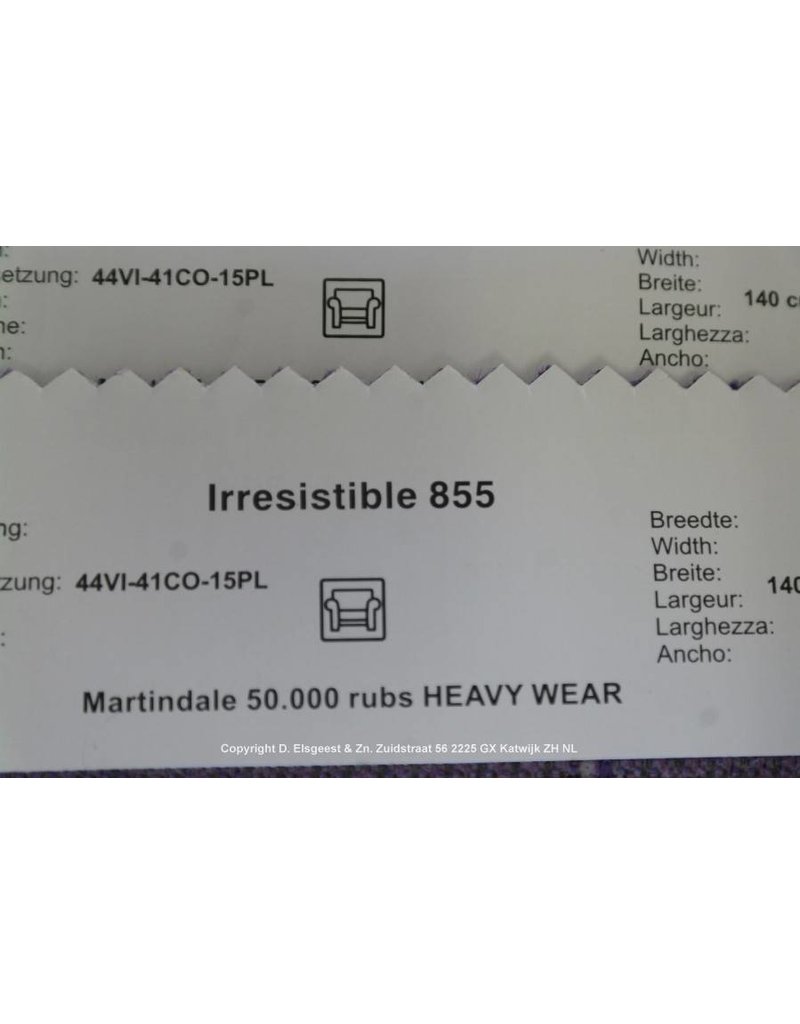 etzung: 44VI-41CO-15PL
Width:
Breite:
Largeur: 140 c
Larghezza:
Ancho:
Irresistible 855
ng:
zung: 44VI-41CO-15PL
Breedte:
Width:
Breite: 140
Largeur:
Larghezza:
Ancho:
Martindale 50.000 rubs HEAVY WEAR
Copyright D. Elsgeest & Zn. Zuidstraat 56 2225 GX Katwijk ZH NL